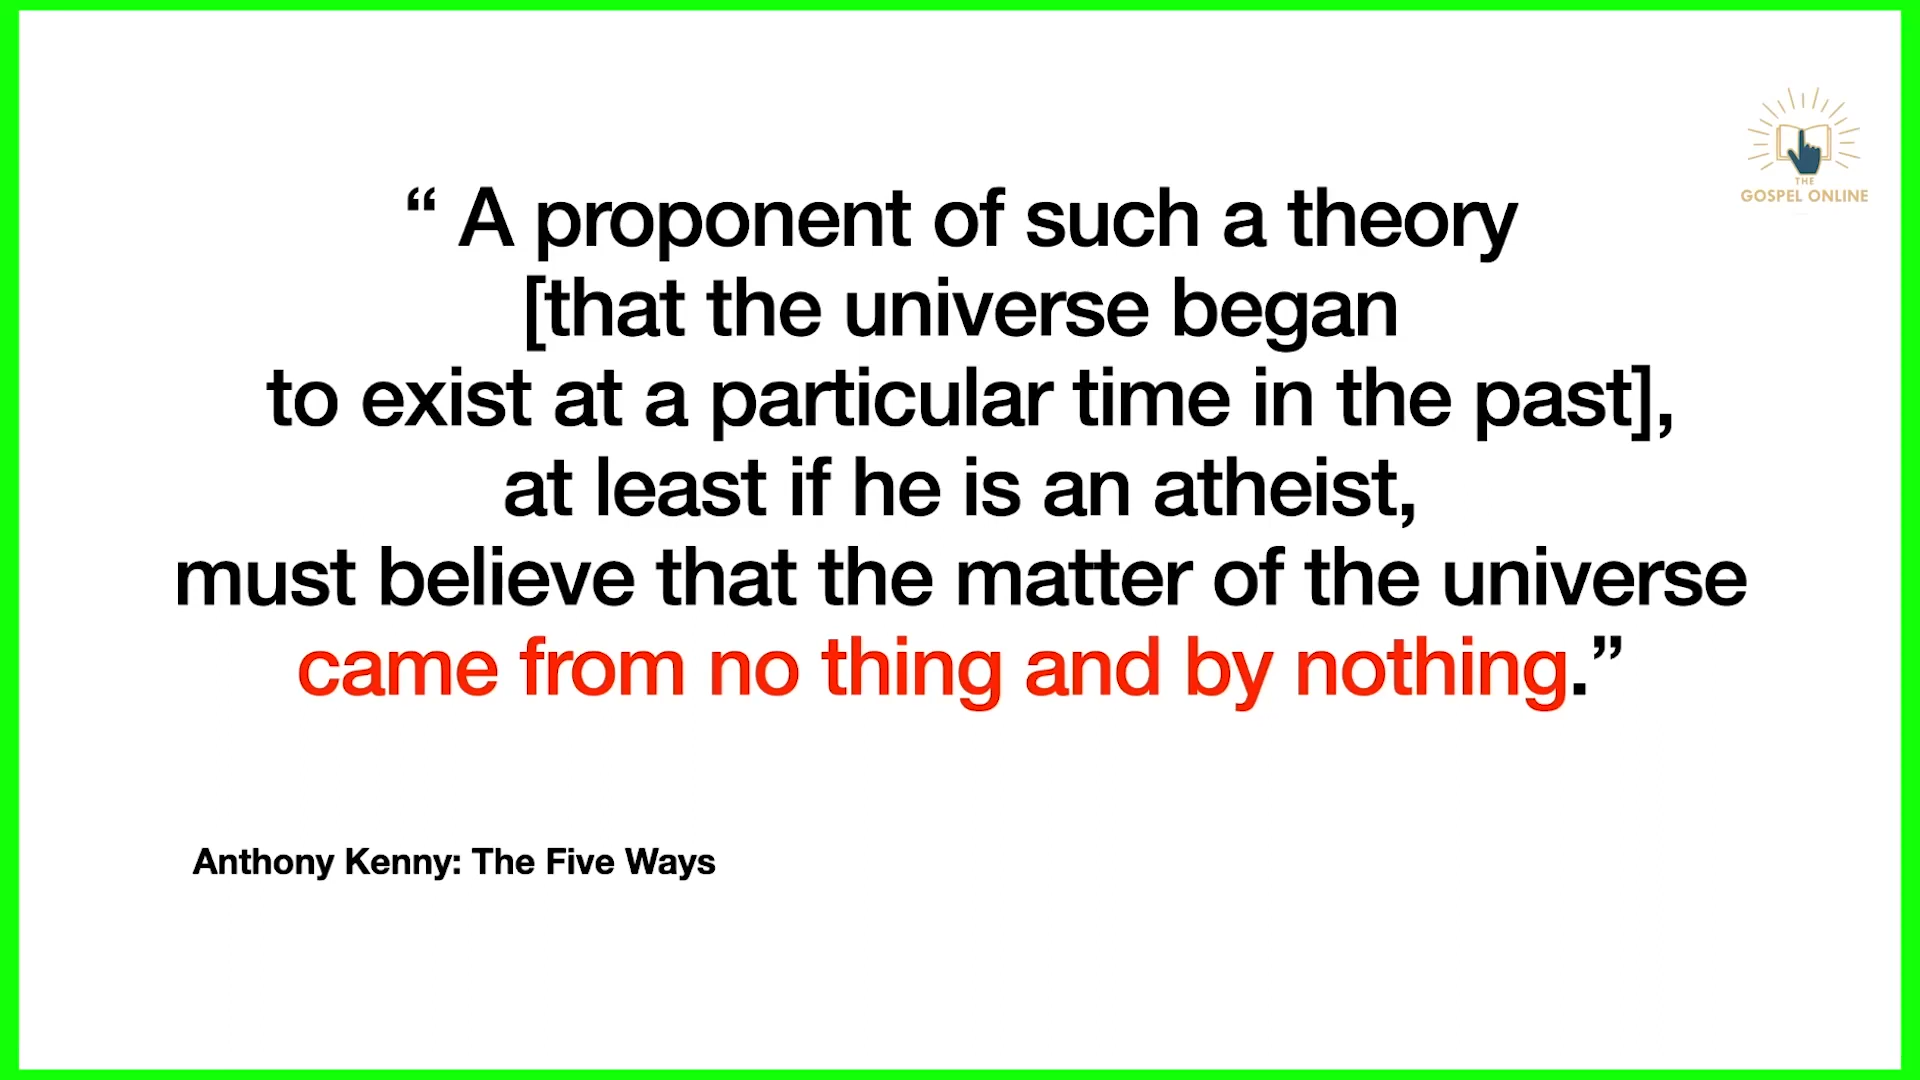 THE
GOSPEL ONLINE
“ A proponent of such a theory
[that the universe began
to exist at a particular time in the past],
at least if he is an atheist,
must believe that the matter of the universe
came from no thing and by nothing.”
Anthony Kenny: The Five Ways